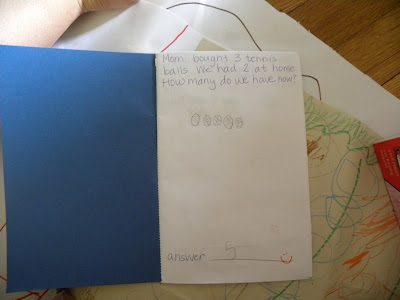 Mom bought 3 tennis
balls. We had 2 at home
How many do we have now?
answer 5